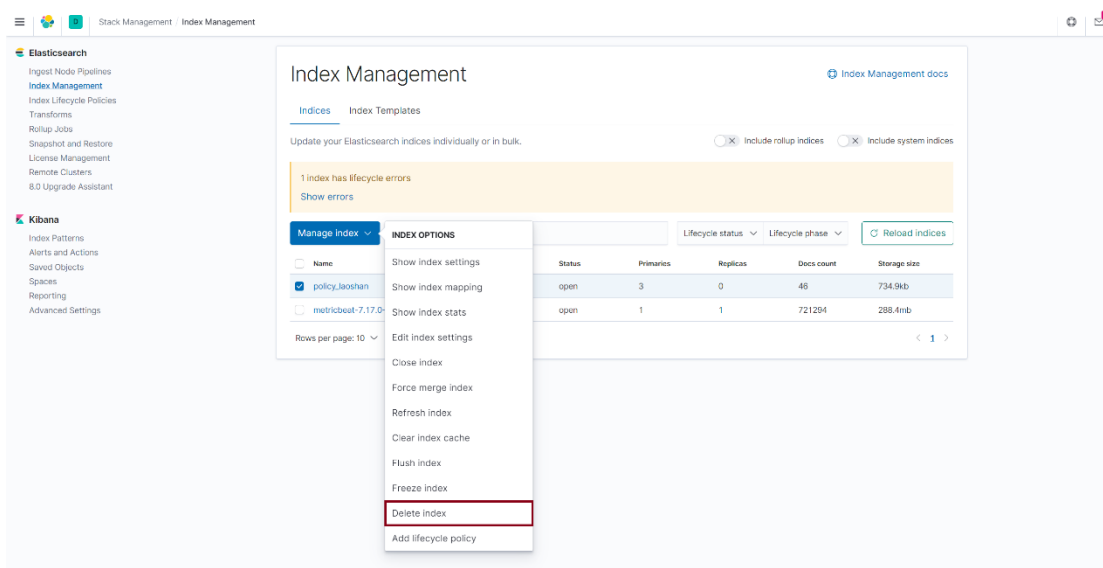 D Stack Management / Index Management
Elasticsearch
Ingest Node Pipelines
Index Management
Index Lifecycle Policies
Transforms
Rollup Jobs
Snapshot and Restore
License Management
Remote Clusters
8.0 Upgrade Assistant
Kibana
Index Patterns
Alerts and Actions
Saved Objects
Spaces
Reporting
Advanced Settings
Index Management
Index Management docs
Indices Index Templates
Update your Elasticsearch indices individually or in bulk.
Include rollup indices Include system indices
1 index has lifecycle errors
Show errors
Manage index
Lifecycle status Lifecycle phase Reload indices
Name Status Primaries Replicas Docs count Storage size
policy_laoshan open 3 0 46 734.9kb
metricbeat-7.17.0- open 1 1 721294 288.4mb
Rows per page: 10 1
INDEX OPTIONS
Show index settings
Show index mapping
Show index stats
Edit index settings
Close index
Force merge index
Refresh index
Clear index cache
Flush index
Freeze index
Delete index
Add lifecycle policy